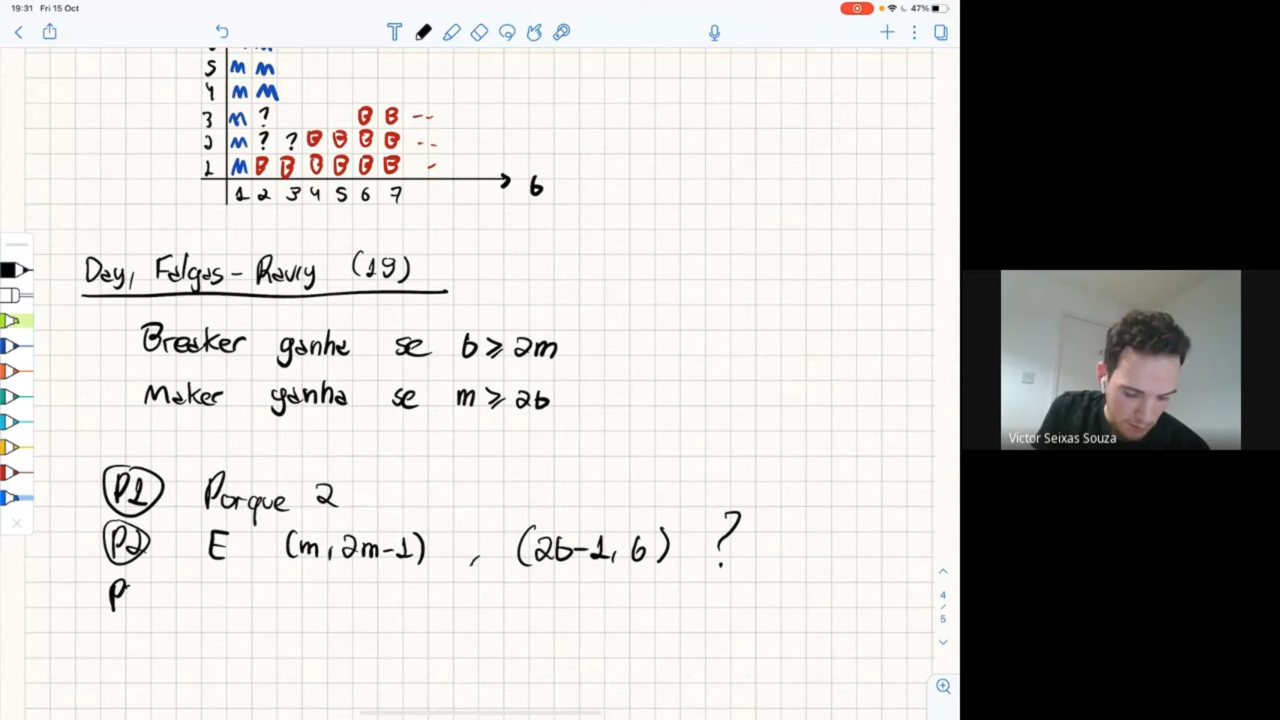 19:31 Fri 15 Oct
47%
T
5 M M
4 M M
3 M ? B B --
2 M ? ? B B B B --
1 M B B B B B B -
1 2 3 4 5 6 7 b
Day, Falgas-Ravry (19)
Breaker ganha se b ≥ 2m
Maker ganha se m ≥ 2b
P1 Porque 2
P2 E (m, 2m-1) , (2b-1, b) ?
P
4
/
5
Victor Seixas Souza